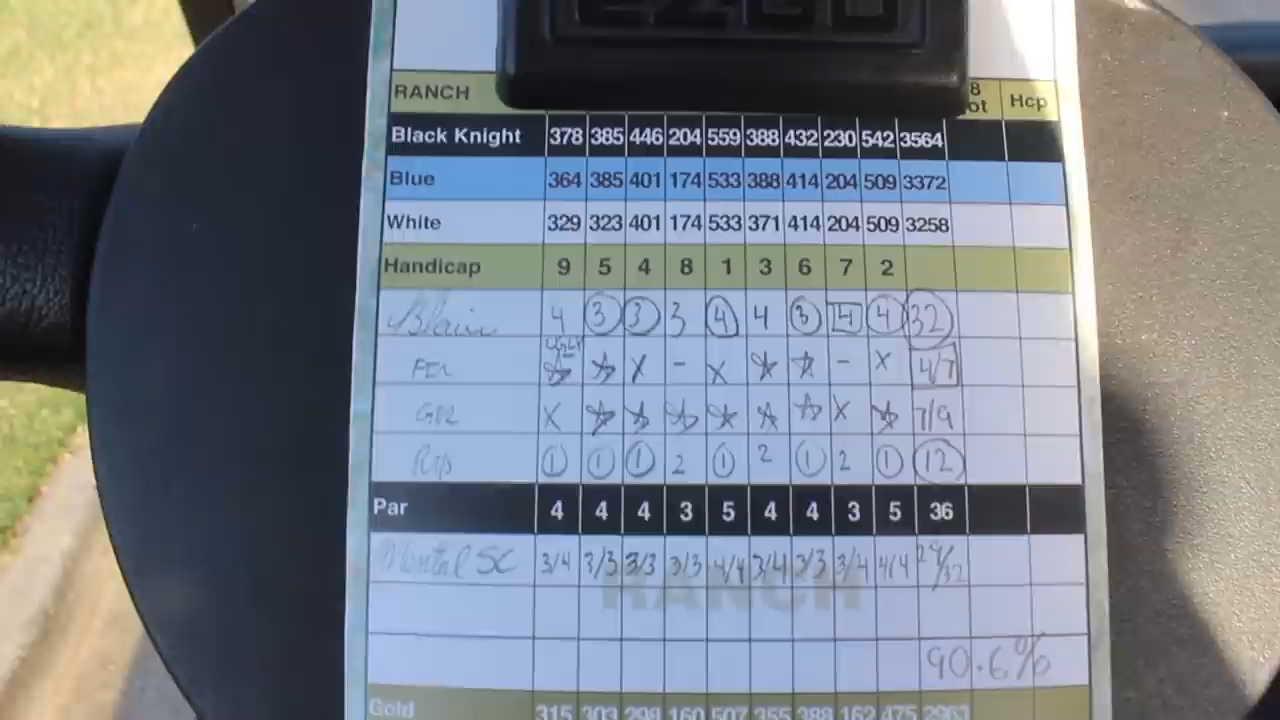 EZGO
RANCH 8 Hcp
Black Knight 378 385 446 204 559 388 432 230 542 3564
Blue 364 385 401 174 533 388 414 204 509 3372
White 329 323 401 174 533 371 414 204 509 3258
Handicap 9 5 4 8 1 3 6 7 2
Blain 4 3 3 3 4 4 3 4 4 32
UGLY
X - X - X 4/7
GIR X X 7/9
1 1 1 2 1 2 1 2 1 12
Par 4 4 4 3 5 4 4 3 5 36
Mental SC 3/4 3/3 3/3 3/3 4/4 3/4 3/3 3/4 4/4 29/32
RANCH
90.6%
Gold 315 303 298 160 507 355 389 162 475 2963